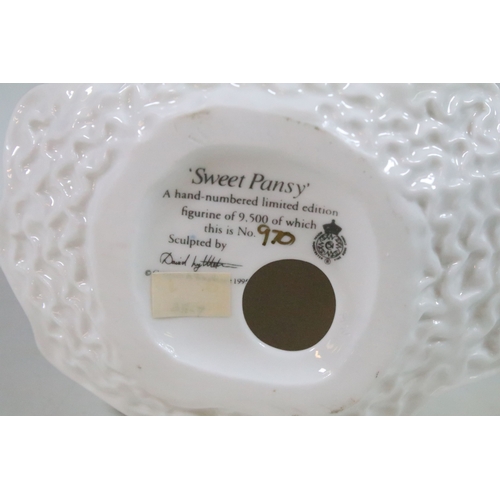 'Sweet Pansy'
A hand-numbered limited edition
figurine of 9,500 of which
this is No. 970
Sculpted by
©